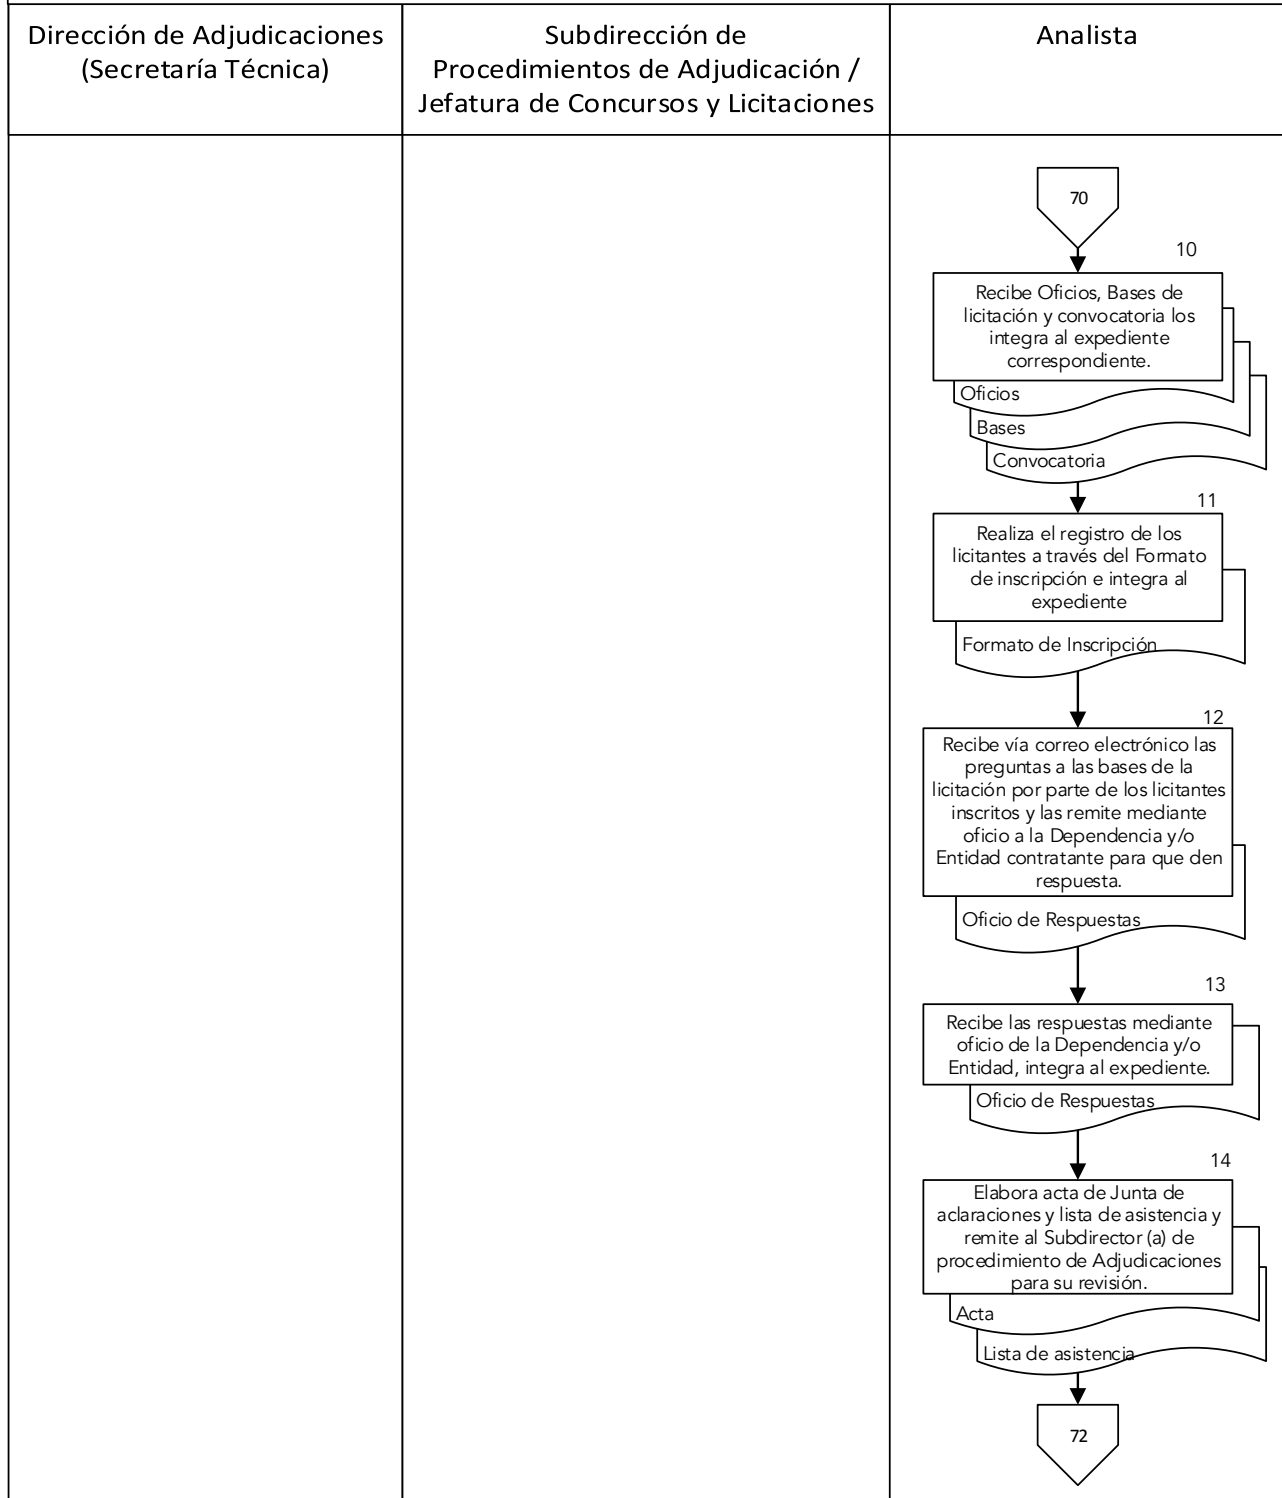 Dirección de Adjudicaciones
(Secretaría Técnica)
Subdirección de
Procedimientos de Adjudicación /
Jefatura de Concursos y Licitaciones
Analista
70
10
Recibe Oficios, Bases de
licitación y convocatoria los
integra al expediente
correspondiente.
Oficios
Bases
Convocatoria
11
Realiza el registro de los
licitantes a través del Formato
de inscripción e integra al
expediente
Formato de Inscripción
12
Recibe vía correo electrónico las
preguntas a las bases de la
licitación por parte de los licitantes
inscritos y las remite mediante
oficio a la Dependencia y/o
Entidad contratante para que den
respuesta.
Oficio de Respuestas
13
Recibe las respuestas mediante
oficio de la Dependencia y/o
Entidad, integra al expediente.
Oficio de Respuestas
14
Elabora acta de Junta de
aclaraciones y lista de asistencia y
remite al Subdirector (a) de
procedimiento de Adjudicaciones
para su revisión.
Acta
Lista de asistencia
72